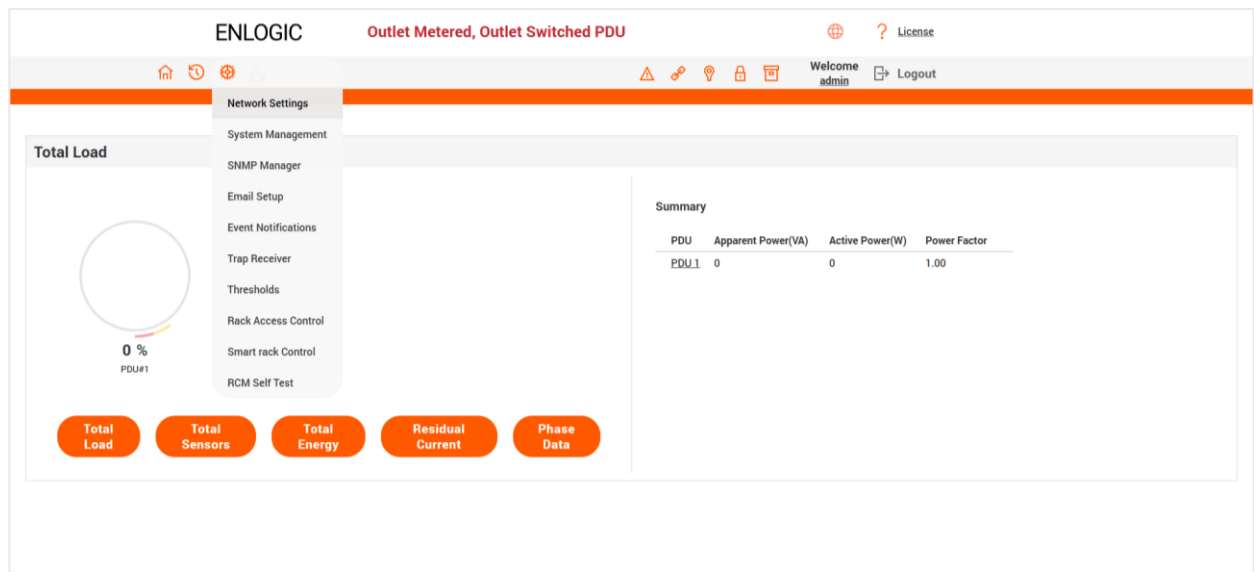 ENLOGIC
Outlet Metered, Outlet Switched PDU
License
Welcome
admin
Logout
Network Settings
System Management
SNMP Manager
Email Setup
Event Notifications
Trap Receiver
Thresholds
Rack Access Control
Smart rack Control
RCM Self Test
Total Load
0 %
PDU#1
Total
Load
Total
Sensors
Total
Energy
Residual
Current
Phase
Data
Summary
PDU Apparent Power(VA) Active Power(W) Power Factor
PDU 1 0 0 1.00